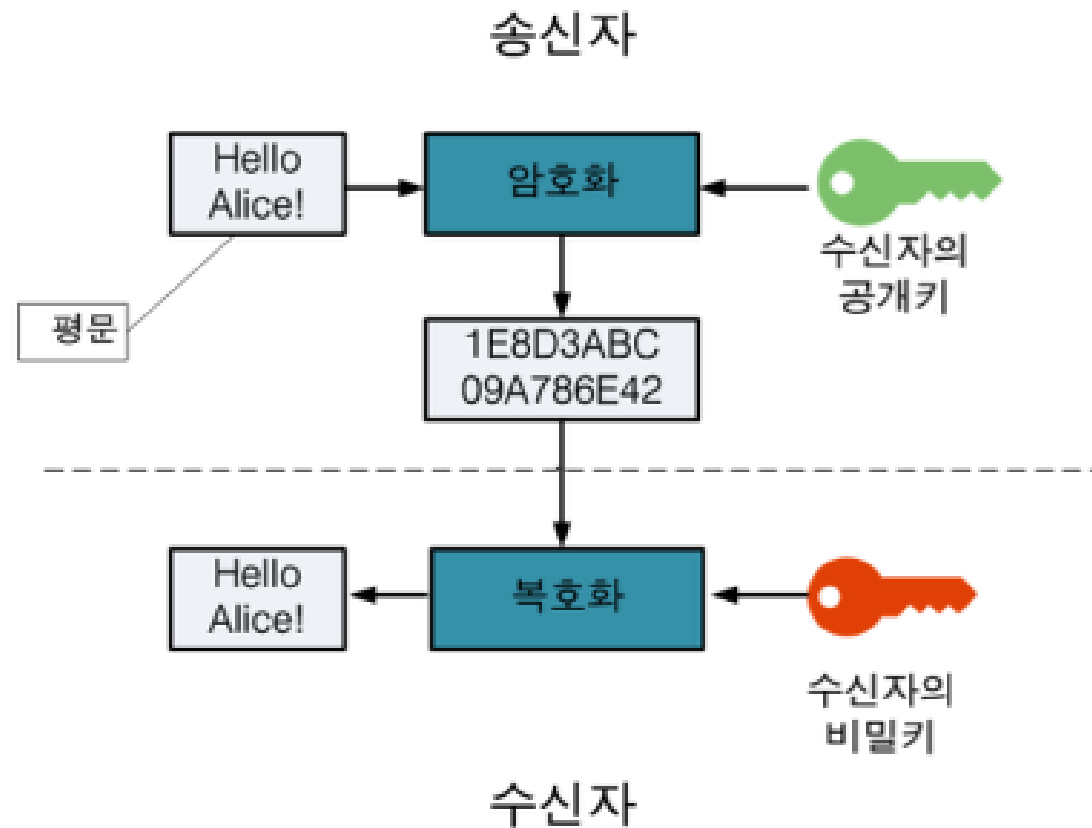 송신자
Hello
Alice!
암호화
수신자의
공개키
평문
1E8D3ABC
09A786E42
Hello
Alice!
복호화
수신자의
비밀키
수신자